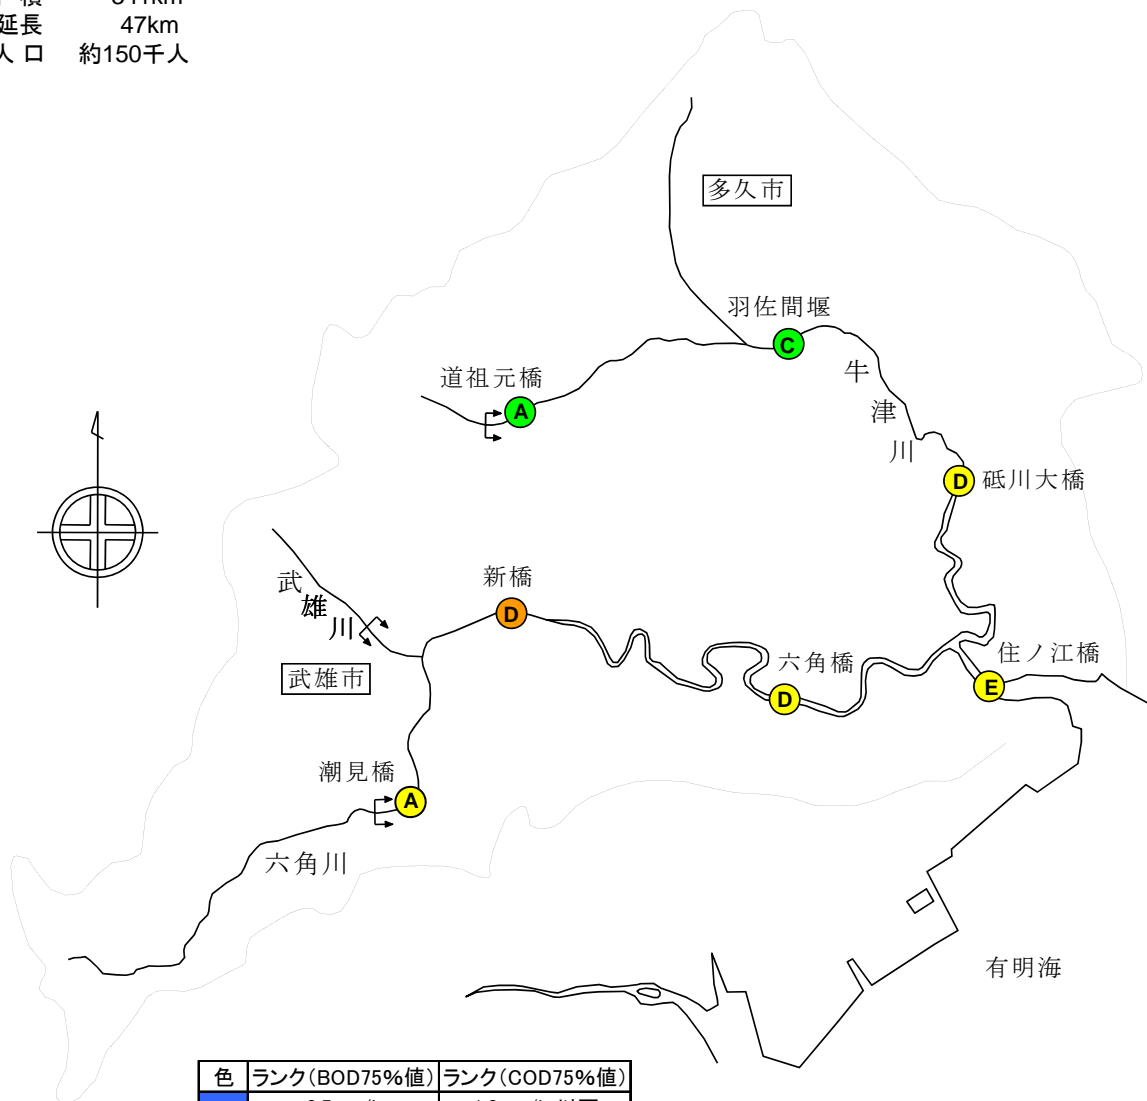 延長 47km
人口 約150千人
多久市
羽佐間堰
C
道祖元橋
A
牛津川
D
砥川大橋
武雄川
新橋
D
武雄市
六角橋
D
住ノ江橋
E
潮見橋
A
六角川
有明海
色 ランク(BOD75%値) ランク(COD75%値)